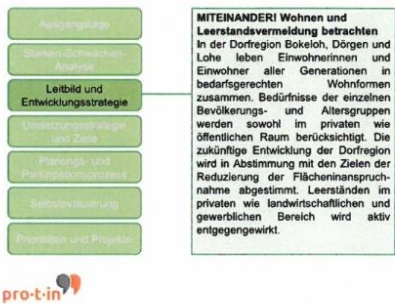 Ausgangslage
Stärken-Schwächen-
Analyse
Leitbild und
Entwicklungsstrategie
Umsetzungsstrategie
und Ziele
Planungs- und
Partizipationsprozess
Selbstevaluierung
Prioritäten und Projekte
MITEINANDER! Wohnen und
Leerstandsvermeidung betrachten
In der Dorfregion Bokeloh, Dörgen und
Lohe leben Einwohnerinnen und
Einwohner aller Generationen in
bedarfsgerechten Wohnformen
zusammen. Bedürfnisse der einzelnen
Bevölkerungs- und Altersgruppen
werden sowohl im privaten wie
öffentlichen Raum berücksichtigt. Die
zukünftige Entwicklung der Dorfregion
wird in Abstimmung mit den Zielen der
Reduzierung der Flächeninanspruch-
nahme abgestimmt. Leerständen im
privaten wie landwirtschaftlichen und
gewerblichen Bereich wird aktiv
entgegengewirkt.
pro-t-in